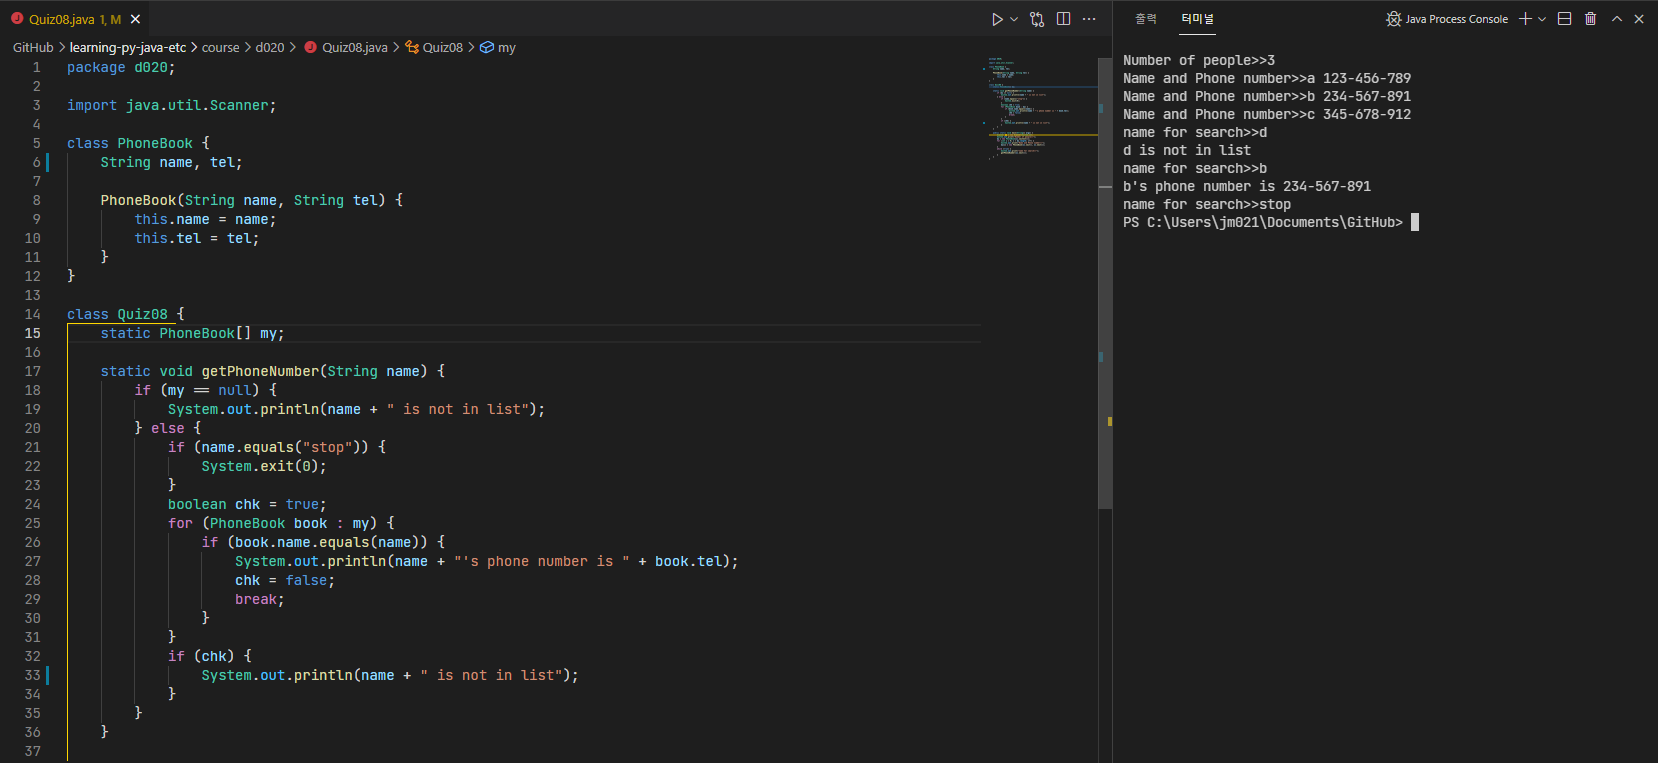 Quiz08.java 1, M
GitHub > learning-py-java-etc > course > d020 > Quiz08.java > Quiz08 > my
1 package d020;
2
3 import java.util.Scanner;
4
5 class PhoneBook {
6 String name, tel;
7
8 PhoneBook(String name, String tel) {
9 this.name = name;
10 this.tel = tel;
11 }
12 }
13
14 class Quiz08 {
15 static PhoneBook[] my;
16
17 static void getPhoneNumber(String name) {
18 if (my == null) {
19 System.out.println(name + " is not in list");
20 } else {
21 if (name.equals("stop")) {
22 System.exit(0);
23 }
24 boolean chk = true;
25 for (PhoneBook book : my) {
26 if (book.name.equals(name)) {
27 System.out.println(name + "'s phone number is " + book.tel);
28 chk = false;
29 break;
30 }
31 }
32 if (chk) {
33 System.out.println(name + " is not in list");
34 }
35 }
36 }
37
출력 터미널 Java Process Console
Number of people>>3
Name and Phone number>>a 123-456-789
Name and Phone number>>b 234-567-891
Name and Phone number>>c 345-678-912
name for search>>d
d is not in list
name for search>>b
b's phone number is 234-567-891
name for search>>stop
PS C:\Users\jm021\Documents\GitHub>